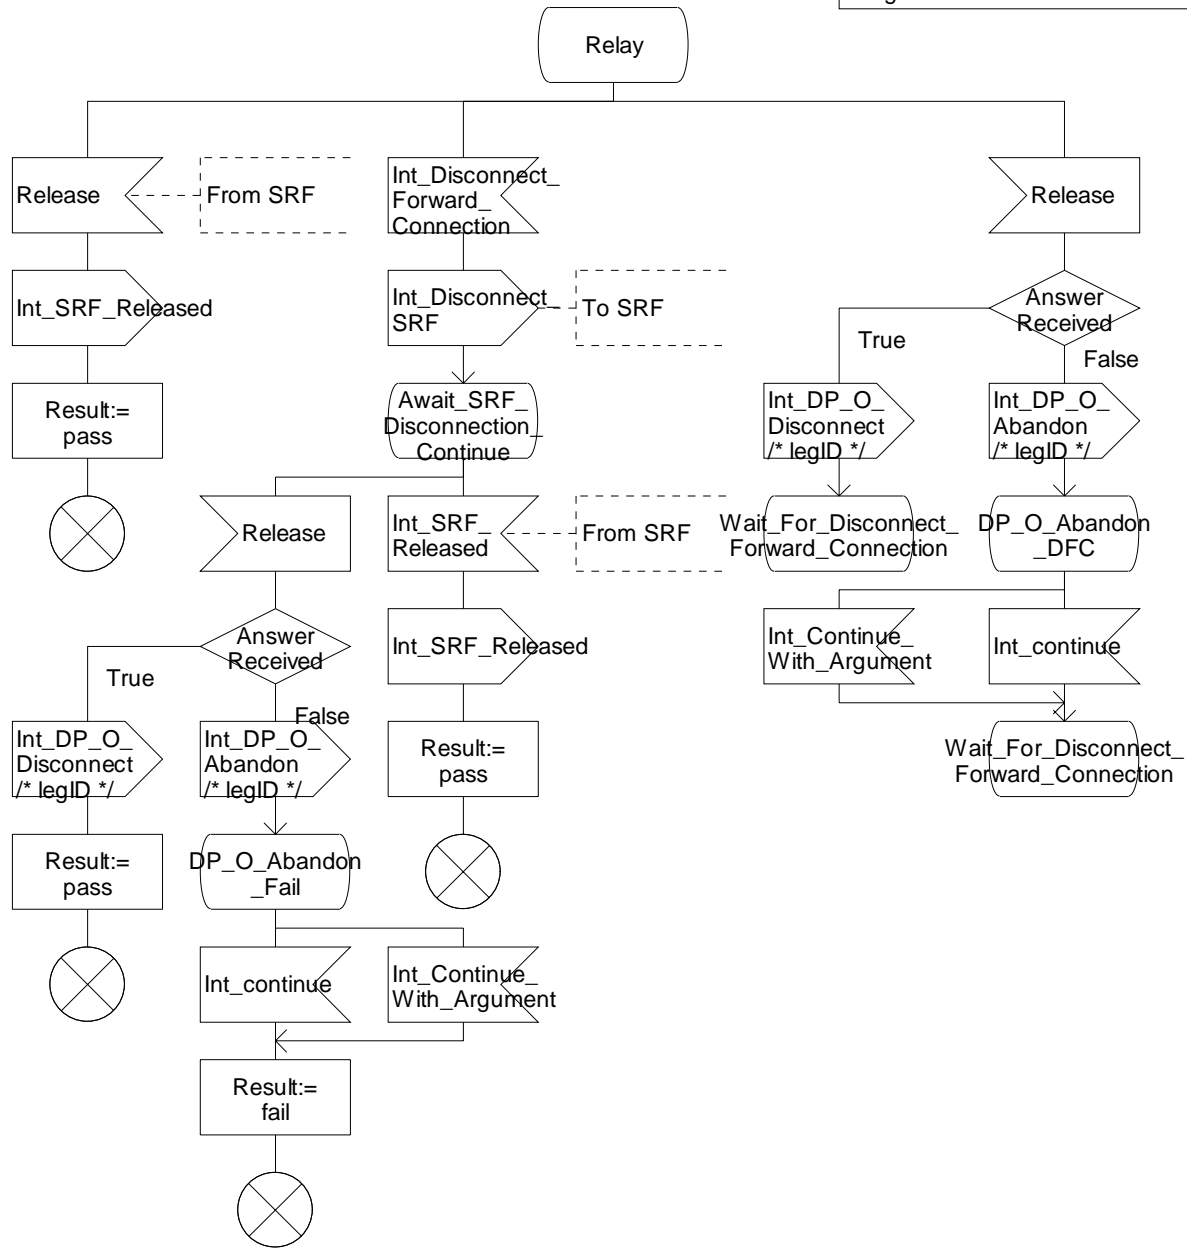 Relay
Release
From SRF
Int_Disconnect_
Forward_
Connection
Release
Int_SRF_Released
Int_Disconnect_
SRF
To SRF
Answer
Received
True
False
Result:=
pass
Await_SRF_
Disconnection_
Continue
Int_DP_O_
Disconnect
/* legID */
Int_DP_O_
Abandon
/* legID */
Release
Int_SRF_
Released
From SRF
Wait_For_Disconnect_
Forward_Connection
DP_O_Abandon
_DFC
Answer
Received
True
False
Int_SRF_Released
Int_Continue_
With_Argument
Int_continue
Int_DP_O_
Disconnect
/* legID */
Int_DP_O_
Abandon
/* legID */
Result:=
pass
Wait_For_Disconnect_
Forward_Connection
Result:=
pass
DP_O_Abandon
_Fail
Int_continue
Int_Continue_
With_Argument
Result:=
fail